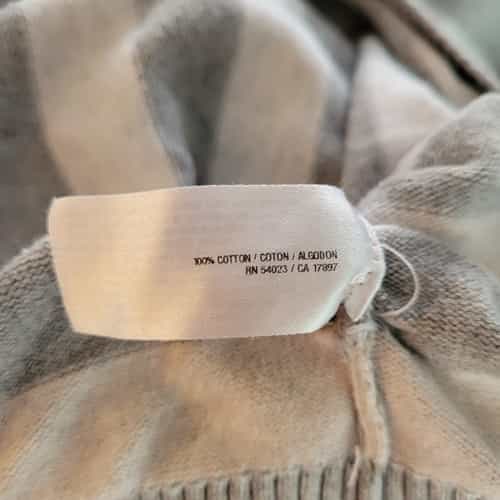 100% COTTON / COTON / ALGODON
RN 54023 / CA 17897